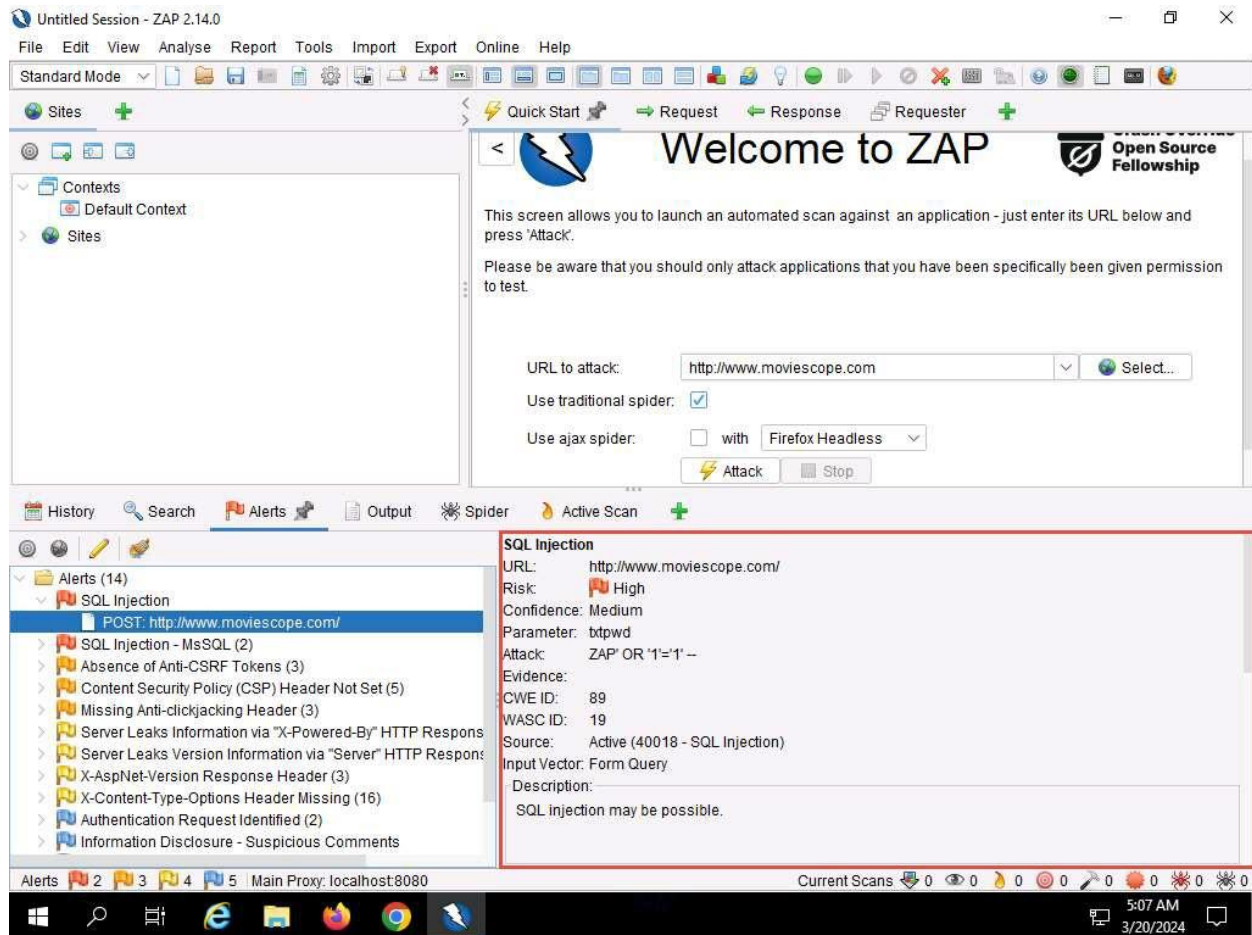 Untitled Session - ZAP 2.14.0
File Edit View Analyse Report Tools Import Export Online Help
Standard Mode
Sites
Quick Start Request Response Requester
< Welcome to ZAP
Open Source
Fellowship
Contexts
Default Context
Sites
This screen allows you to launch an automated scan against an application - just enter its URL below and
press 'Attack'.
Please be aware that you should only attack applications that you have been specifically been given permission
to test.
URL to attack: http://www.moviescope.com Select...
Use traditional spider:
Use ajax spider: with Firefox Headless
Attack Stop
History Search Alerts Output Spider Active Scan
Alerts (14)
SQL Injection
POST: http://www.moviescope.com/
SQL Injection - MsSQL (2)
Absence of Anti-CSRF Tokens (3)
Content Security Policy (CSP) Header Not Set (5)
Missing Anti-clickjacking Header (3)
Server Leaks Information via "X-Powered-By" HTTP Respons
Server Leaks Version Information via "Server" HTTP Respons
X-AspNet-Version Response Header (3)
X-Content-Type-Options Header Missing (16)
Authentication Request Identified (2)
Information Disclosure - Suspicious Comments
SQL Injection
URL: http://www.moviescope.com/
Risk: High
Confidence: Medium
Parameter: txtpwd
Attack: ZAP' OR '1'='1' --
Evidence:
CWE ID: 89
WASC ID: 19
Source: Active (40018 - SQL Injection)
Input Vector: Form Query
Description:
SQL injection may be possible.
Alerts 2 3 4 5 Main Proxy: localhost:8080 Current Scans 0 0 0 0 0 0 0 0
5:07 AM
3/20/2024